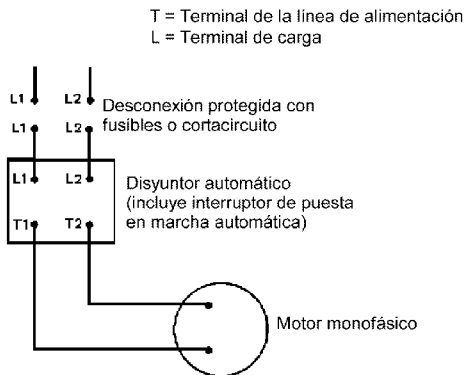 T = Terminal de la línea de alimentación
L = Terminal de carga
L1 L2
Desconexión protegida con
fusibles o cortacircuito
L1 L2
L1 L2
Disyuntor automático
(incluye interruptor de puesta
en marcha automática)
T1 T2
Motor monofásico